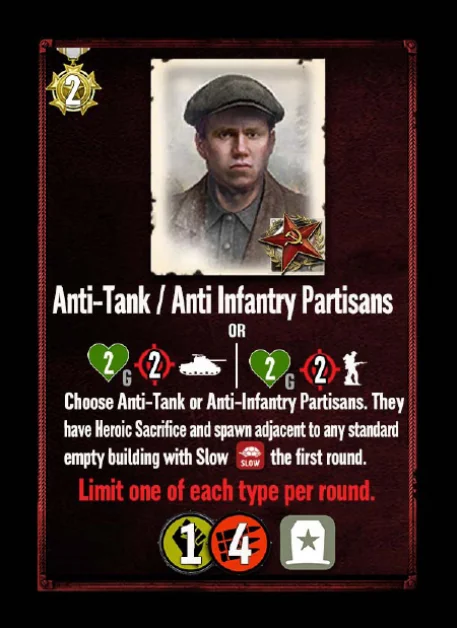 2
Anti-Tank / Anti Infantry Partisans
OR
2 G 2 2 G 2
Choose Anti-Tank or Anti-Infantry Partisans. They
have Heroic Sacrifice and spawn adjacent to any standard
empty building with Slow SLOW the first round.
Limit one of each type per round.
1 4